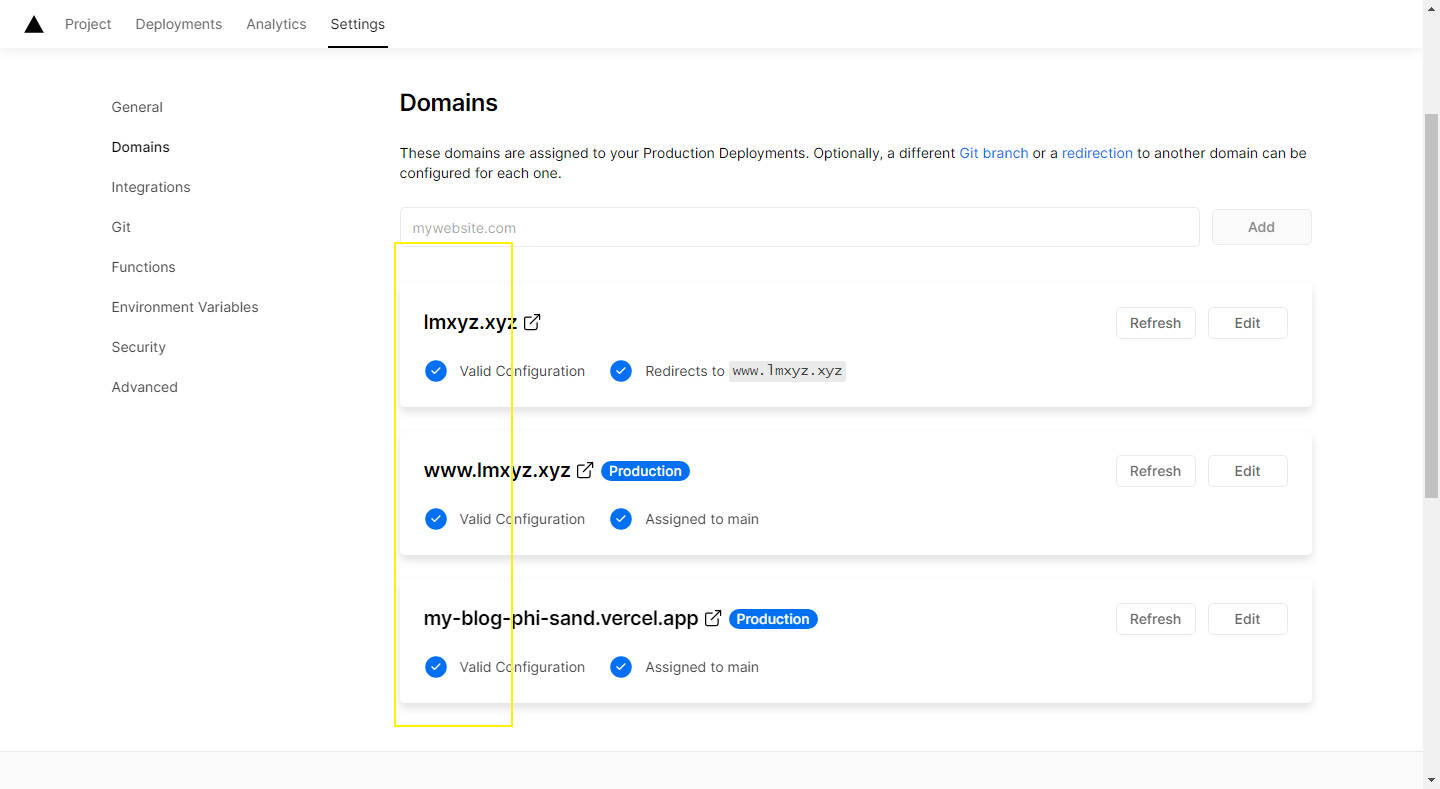 Project Deployments Analytics Settings
General
Domains
Integrations
Git
Functions
Environment Variables
Security
Advanced
Domains
These domains are assigned to your Production Deployments. Optionally, a different Git branch or a redirection to another domain can be
configured for each one.
mywebsite.com Add
lmxyz.xyz Refresh Edit
Valid Configuration Redirects to www.lmxyz.xyz
www.lmxyz.xyz Production Refresh Edit
Valid Configuration Assigned to main
my-blog-phi-sand.vercel.app Production Refresh Edit
Valid Configuration Assigned to main